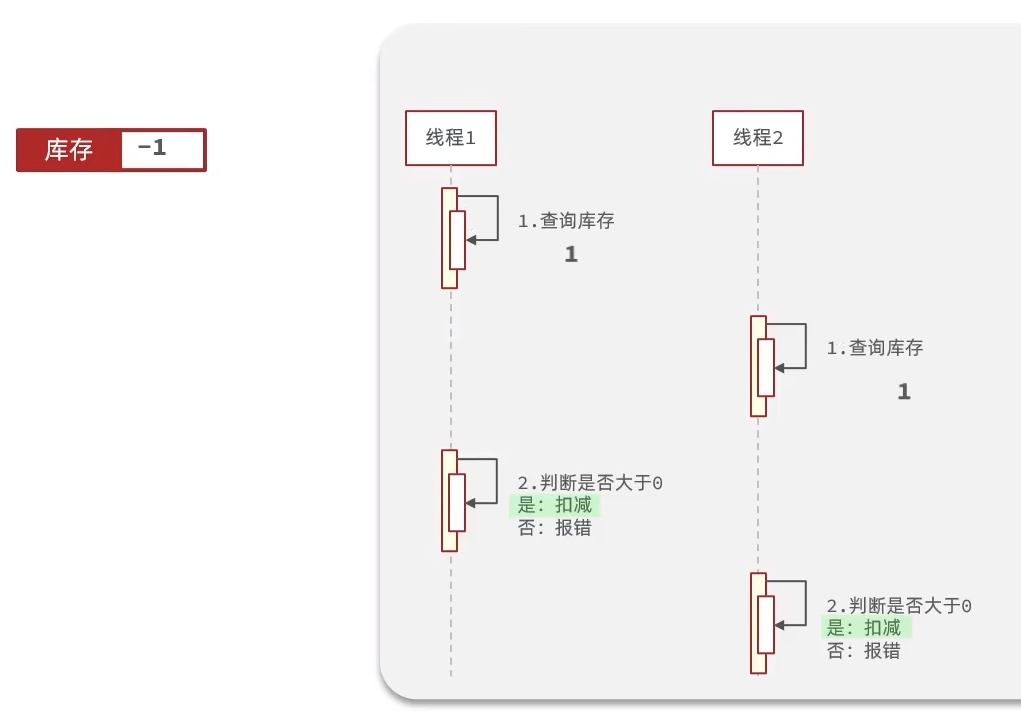 线程1
线程2
库存
-1
1.查询库存
1
1.查询库存
1
2.判断是否大于0
是: 扣减
否: 报错
2.判断是否大于0
是: 扣减
否: 报错